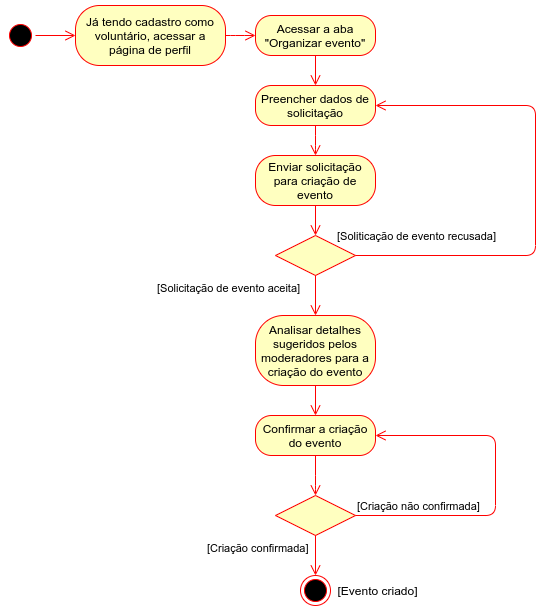 Já tendo cadastro como
voluntário, acessar a
página de perfil
Acessar a aba
"Organizar evento"
Preencher dados de
solicitação
Enviar solicitação
para criação de
evento
[Soliticação de evento recusada]
[Solicitação de evento aceita]
Analisar detalhes
sugeridos pelos
moderadores para a
criação do evento
Confirmar a criação
do evento
[Criação não confirmada]
[Criação confirmada]
[Evento criado]